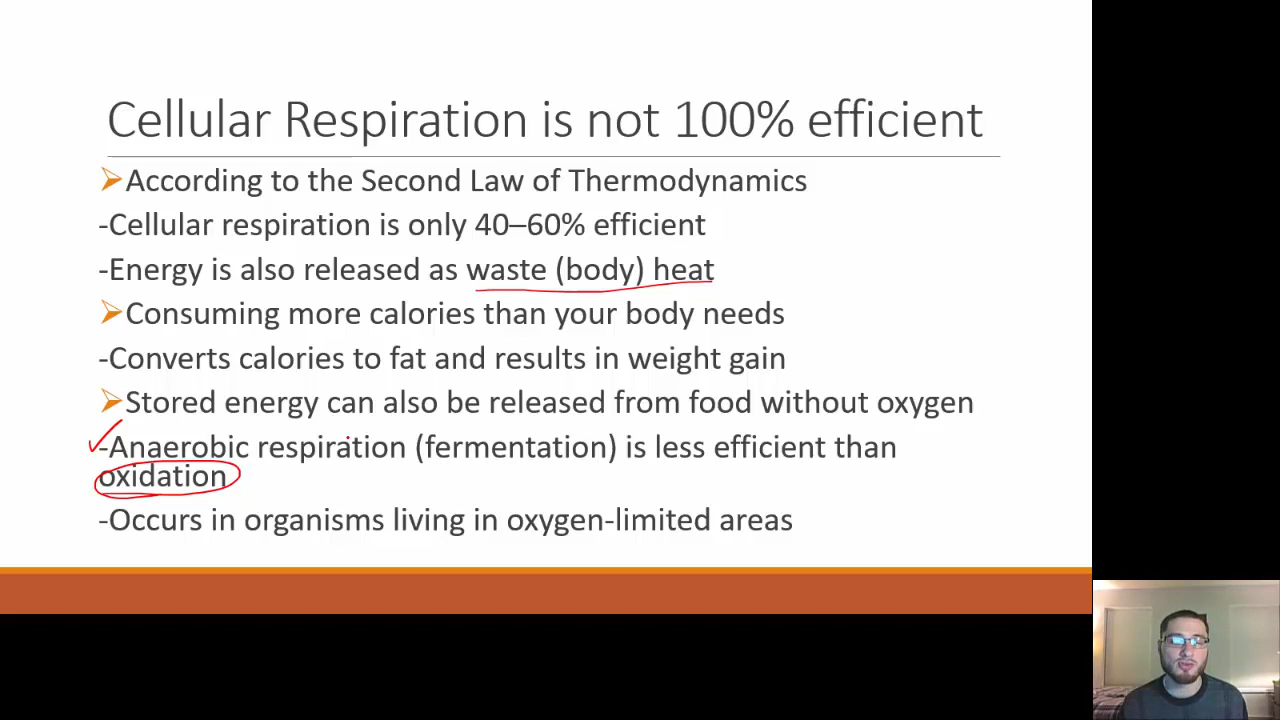 Cellular Respiration is not 100% efficient
➢According to the Second Law of Thermodynamics
-Cellular respiration is only 40–60% efficient
-Energy is also released as waste (body) heat
➢Consuming more calories than your body needs
-Converts calories to fat and results in weight gain
➢Stored energy can also be released from food without oxygen
-Anaerobic respiration (fermentation) is less efficient than
oxidation
-Occurs in organisms living in oxygen-limited areas